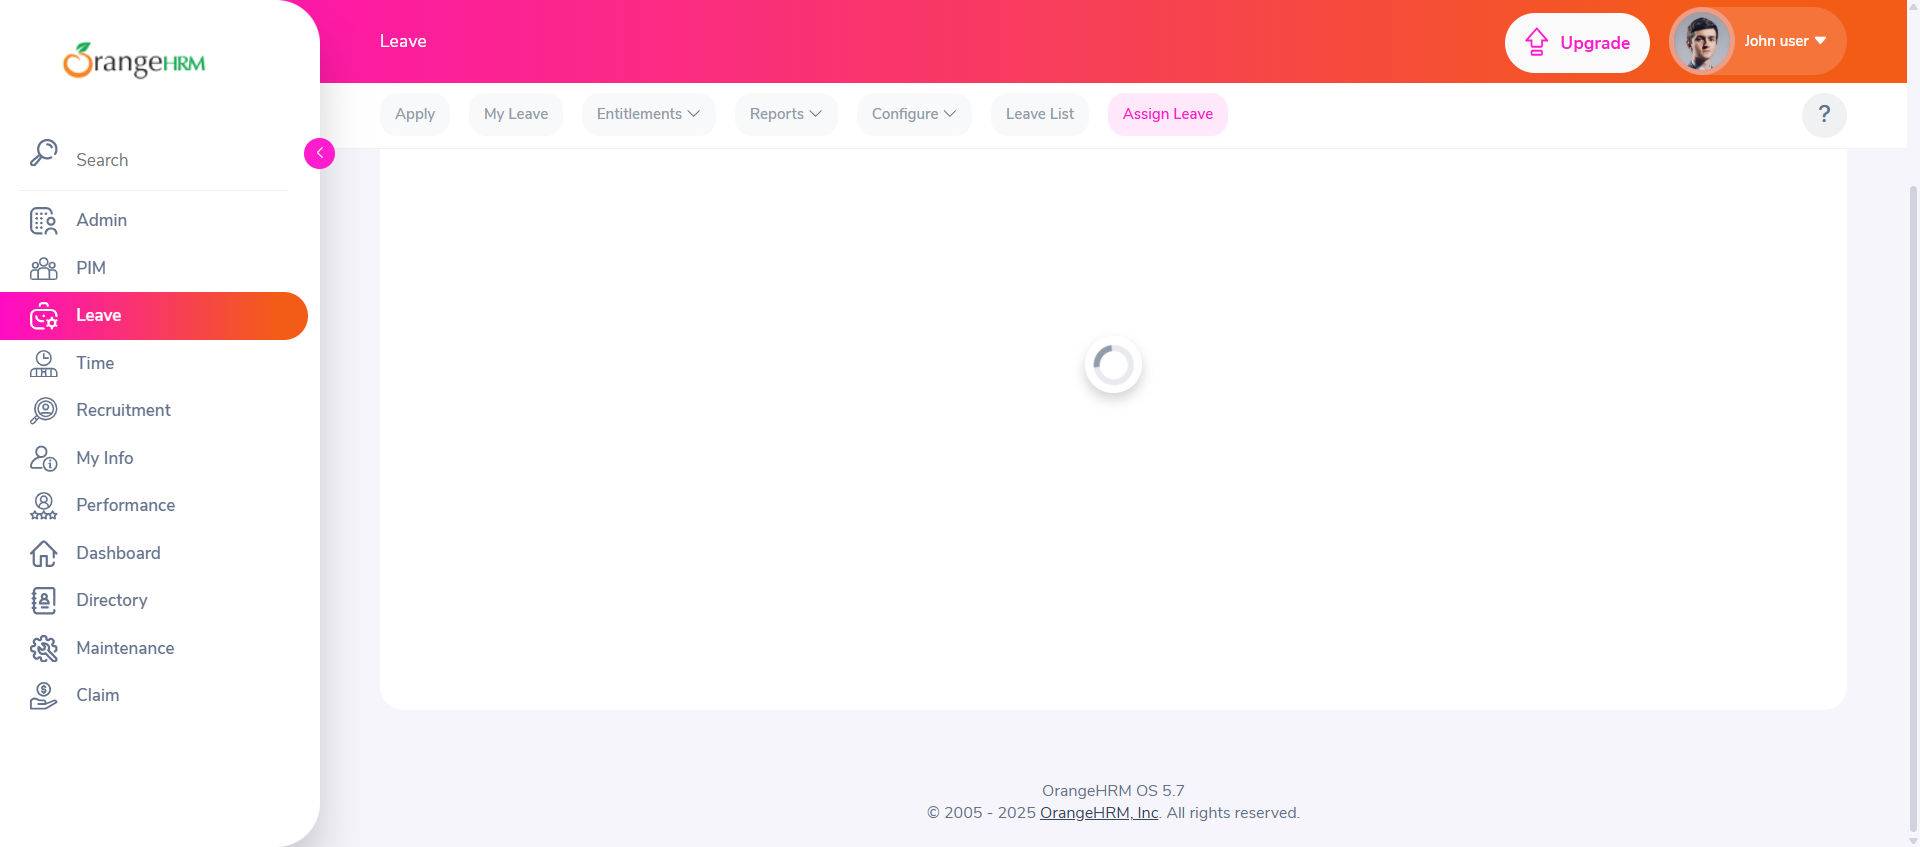 OrangeHRM
Leave
Upgrade
John user
Apply
My Leave
Entitlements
Reports
Configure
Leave List
Assign Leave
?
Search
Admin
PIM
Leave
Time
Recruitment
My Info
Performance
Dashboard
Directory
Maintenance
Claim
OrangeHRM OS 5.7
© 2005 - 2025 OrangeHRM, Inc. All rights reserved.